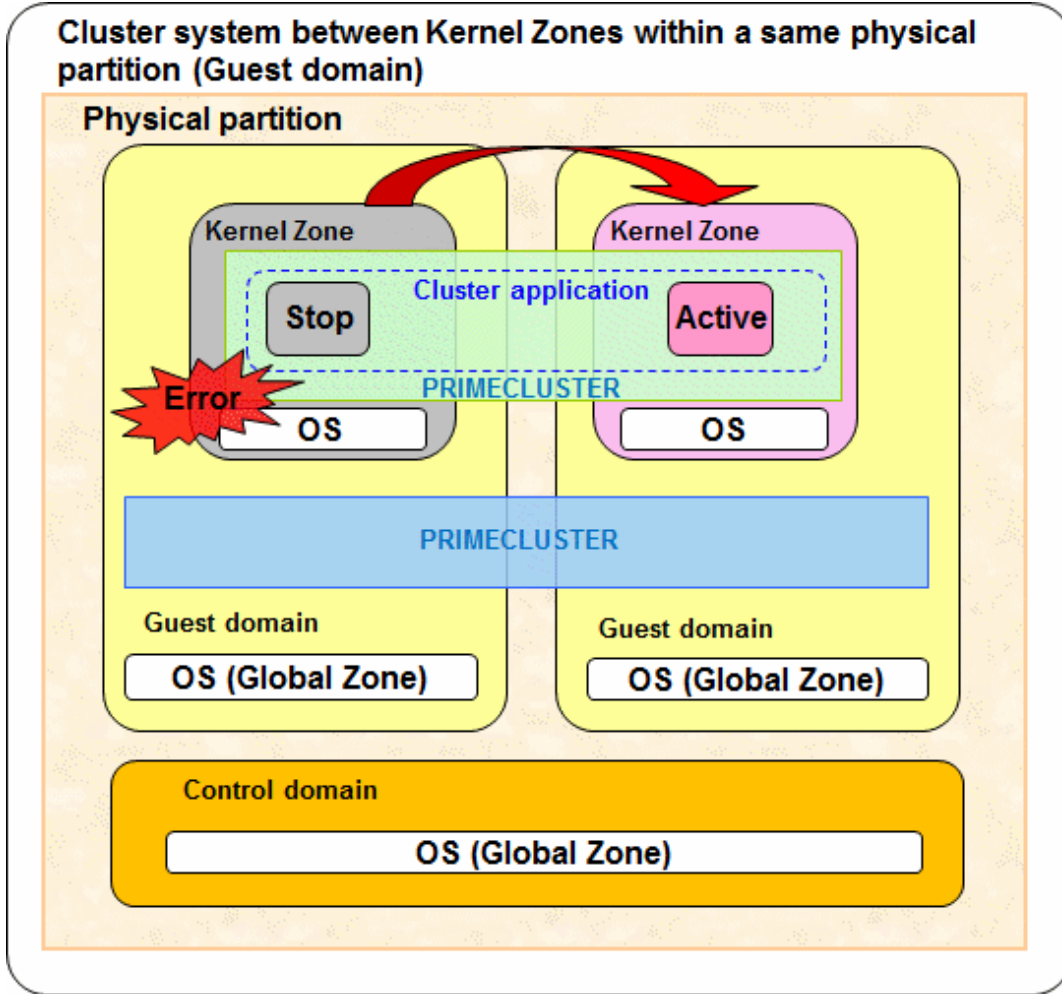 Cluster system between Kernel Zones within a same physical
partition (Guest domain)
Physical partition
Kernel Zone
Kernel Zone
Cluster application
Stop
Active
PRIMECLUSTER
Error
OS
OS
PRIMECLUSTER
Guest domain
Guest domain
OS (Global Zone)
OS (Global Zone)
Control domain
OS (Global Zone)